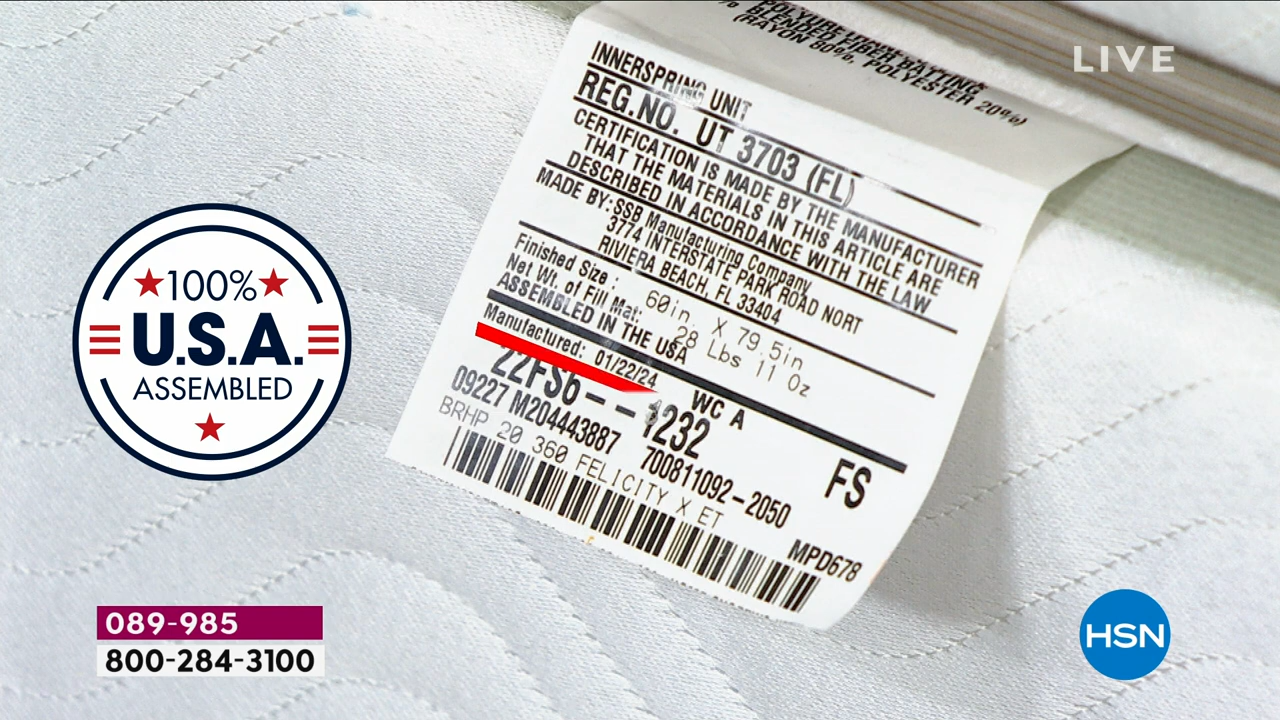 BLENDED FIBER BATTING
(RAYON 80%, POLYESTER 20%)
LIVE
INNERSPRING UNIT
REG.NO. UT 3703 (FL)
CERTIFICATION IS MADE BY THE MANUFACTURER
THAT THE MATERIALS IN THIS ARTICLE ARE
DESCRIBED IN ACCORDANCE WITH THE LAW
MADE BY:SSB Manufacturing Company
3774 INTERSTATE PARK ROAD NORT
RIVIERA BEACH, FL 33404
Finished Size : 60in. X 79.5in
Net Wt. of Fill Mat: 28 Lbs 11 Oz
ASSEMBLED IN THE USA
Manufactured: 01/22/24 WC A
22FS6--1232 FS
09227 M204443887 700811092-2050
BRHP 20 360 FELICITY X ET MPD678
100%
U.S.A.
ASSEMBLED
089-985
800-284-3100
HSN